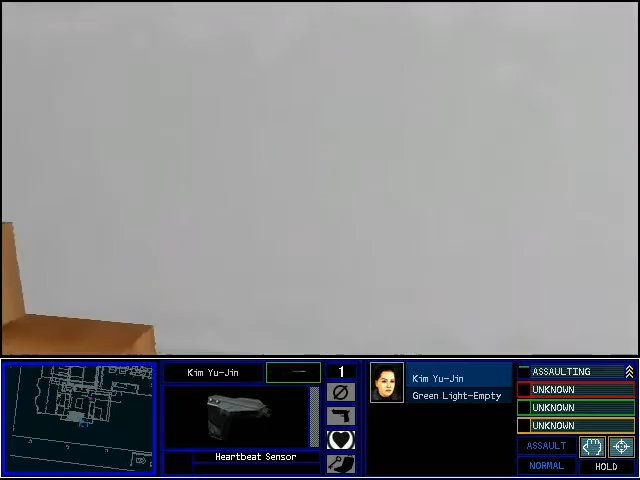 Kim Yu-Jin
1
Heartbeat Sensor
Kim Yu-Jin
Green Light-Empty
ASSAULTING
UNKNOWN
UNKNOWN
UNKNOWN
ASSAULT
NORMAL
HOLD